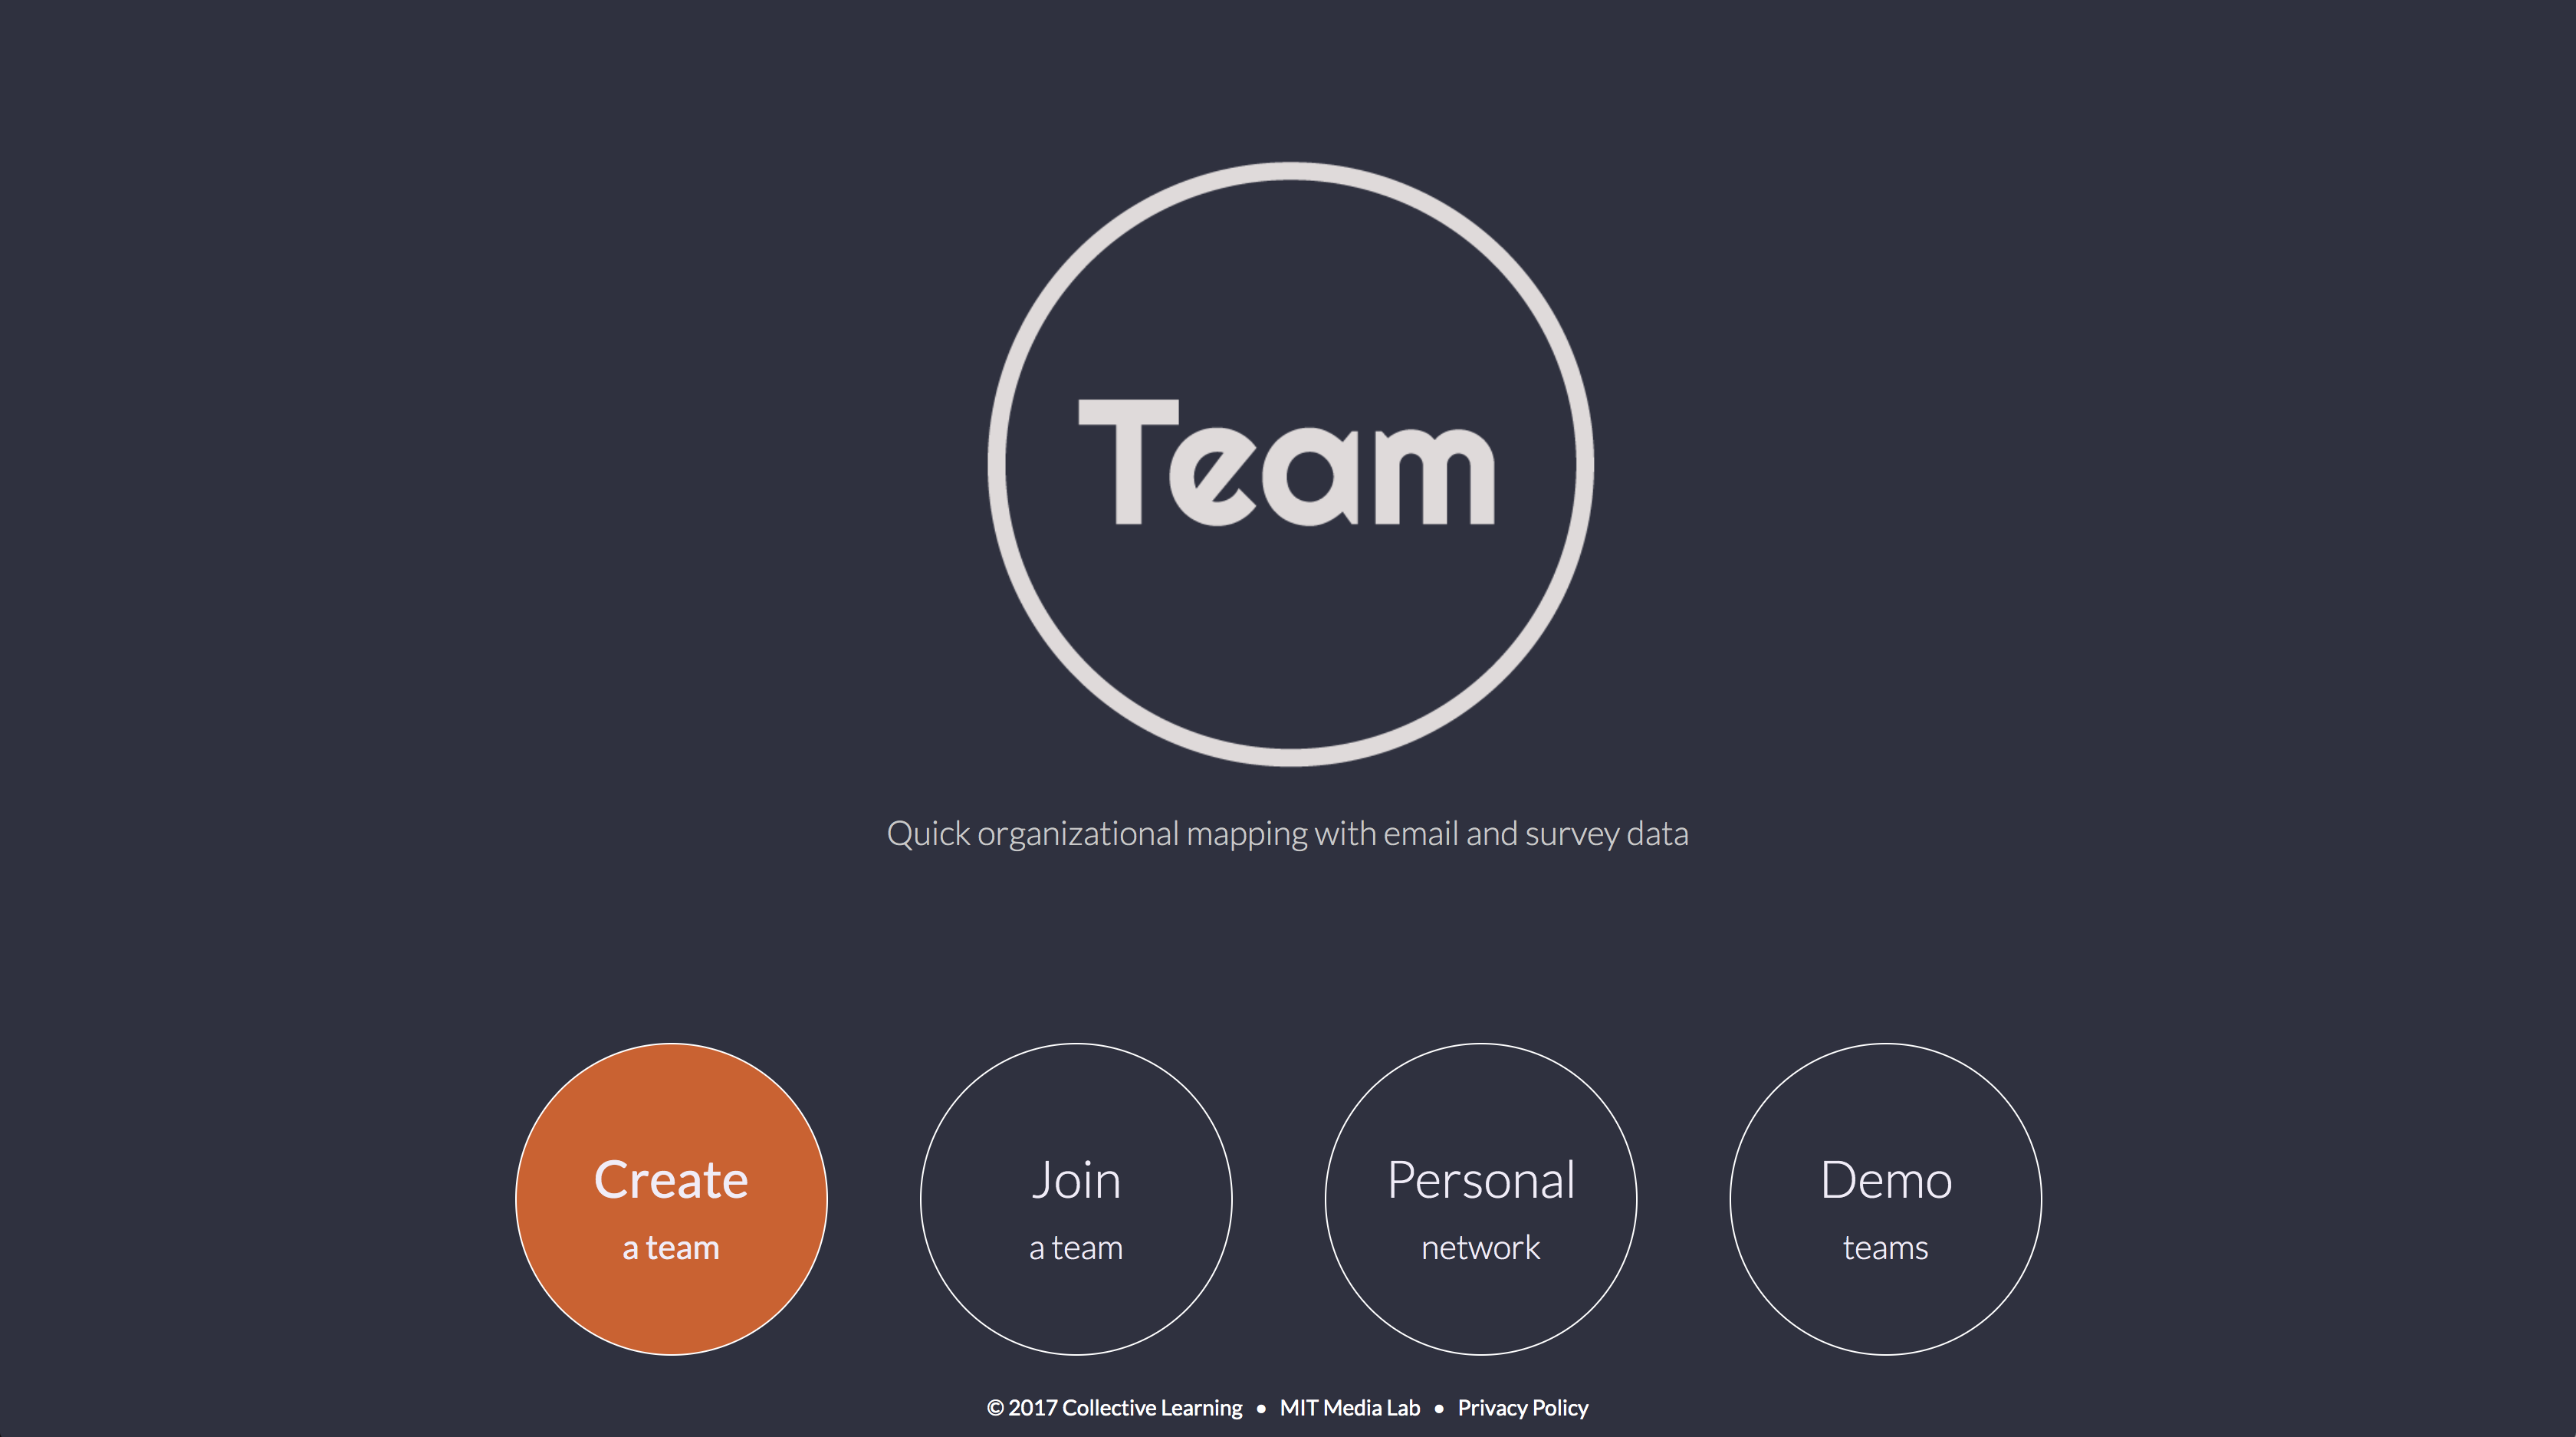 Team
Quick organizational mapping with email and survey data
Create
a team
Join
a team
Personal
network
Demo
teams
© 2017 Collective Learning • MIT Media Lab • Privacy Policy